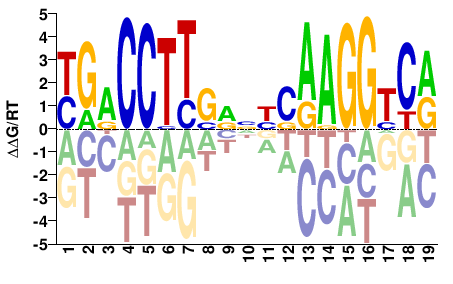 5
4
3
2
1
0
-1
-2
-3
-4
-5
ΔΔG/RT
T G A C C T T G A C T C A A G G T C A
C A G C G C G G C T G
A C C A A A A A C A T T T T A G G T
G T G G G G T T A C C C C A C
T T A T
1 2 3 4 5 6 7 8 9 10 11 12 13 14 15 16 17 18 19